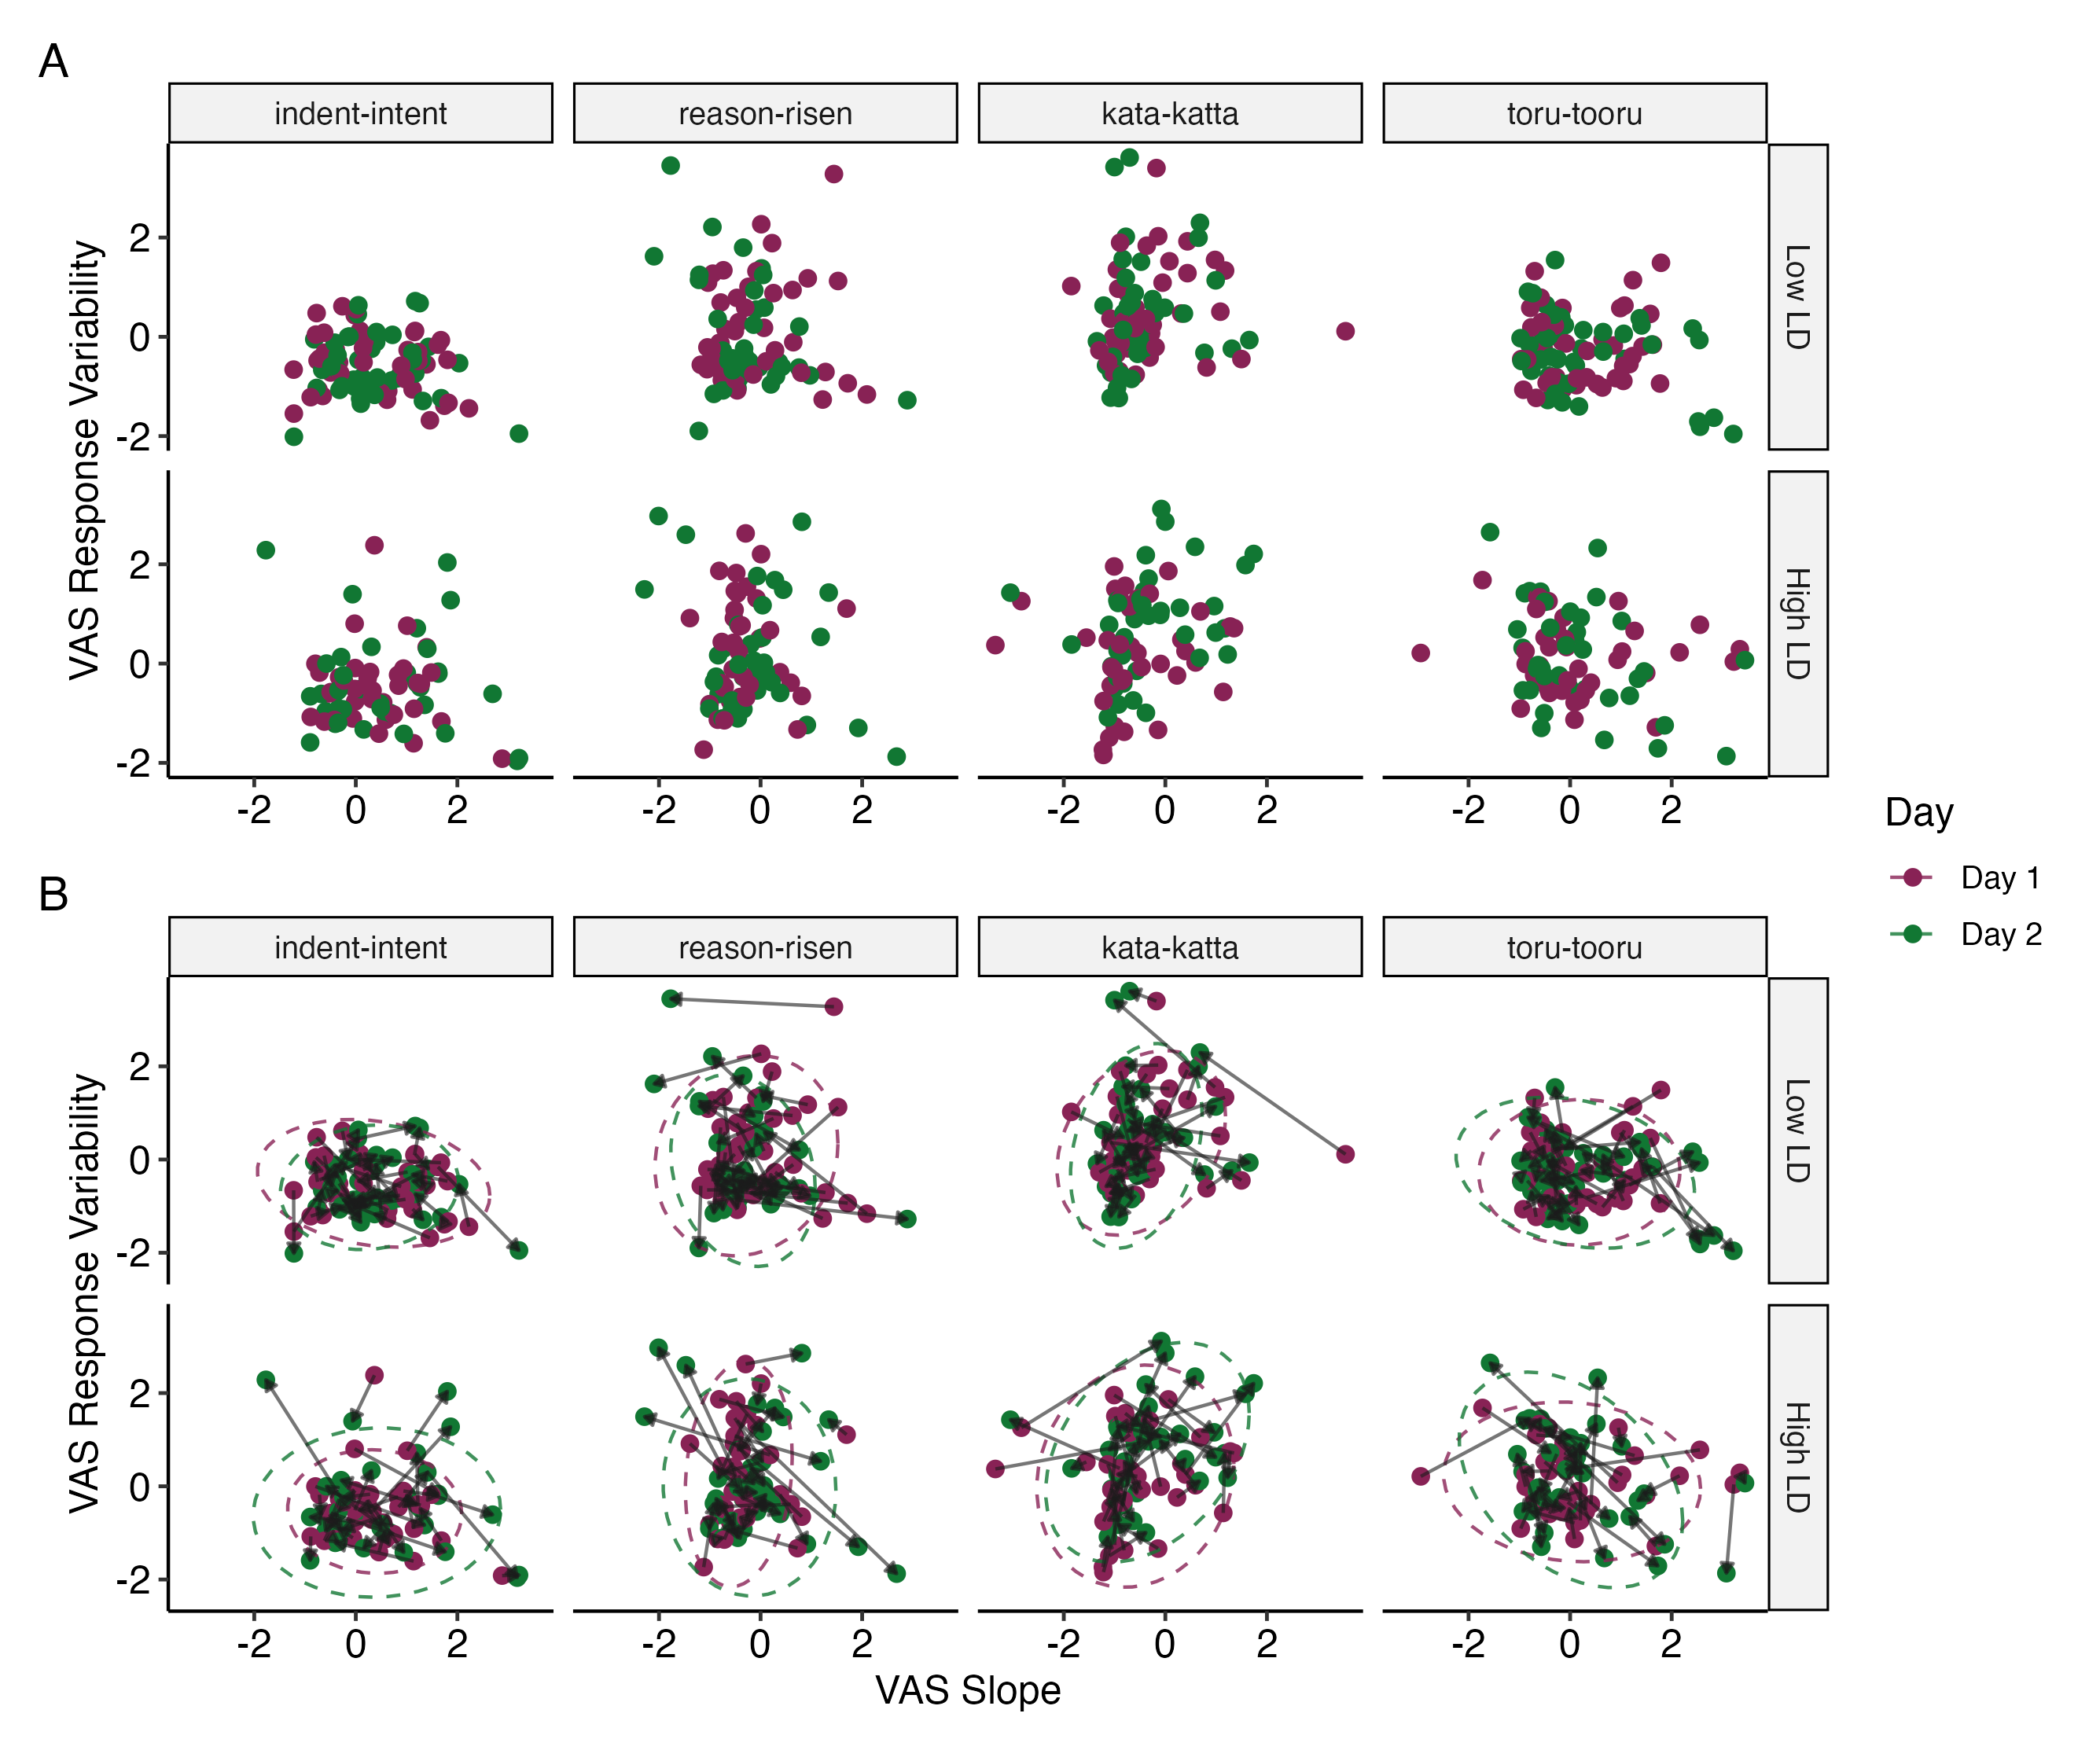 A
indent-intent
reason-risen
kata-katta
toru-tooru
VAS Response Variability
2
0
-2
Low LD
2
0
-2
High LD
-2 0 2
-2 0 2
-2 0 2
-2 0 2
Day
Day 1
Day 2
B
indent-intent
reason-risen
kata-katta
toru-tooru
VAS Response Variability
2
0
-2
Low LD
2
0
-2
High LD
-2 0 2
-2 0 2
-2 0 2
-2 0 2
VAS Slope